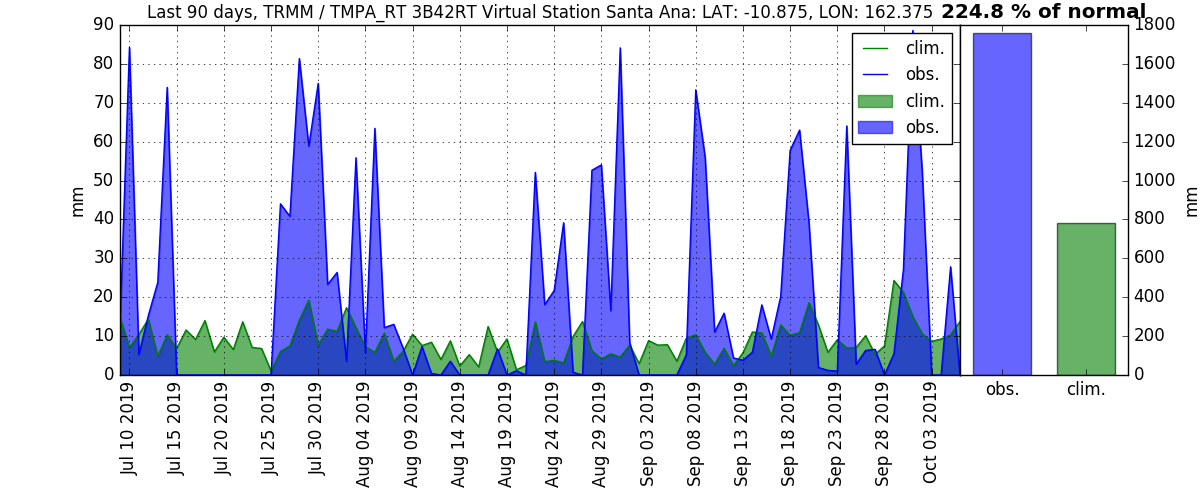 Last 90 days, TRMM / TMPA_RT 3B42RT Virtual Station Santa Ana: LAT: -10.875, LON: 162.375 224.8 % of normal
90
80
70
60
50
40
30
20
10
0
mm
clim.
obs.
clim.
obs.
1800
1600
1400
1200
1000
800
600
400
200
0
mm
Jul 10 2019
Jul 15 2019
Jul 20 2019
Jul 25 2019
Jul 30 2019
Aug 04 2019
Aug 09 2019
Aug 14 2019
Aug 19 2019
Aug 24 2019
Aug 29 2019
Sep 03 2019
Sep 08 2019
Sep 13 2019
Sep 18 2019
Sep 23 2019
Sep 28 2019
Oct 03 2019
obs.
clim.